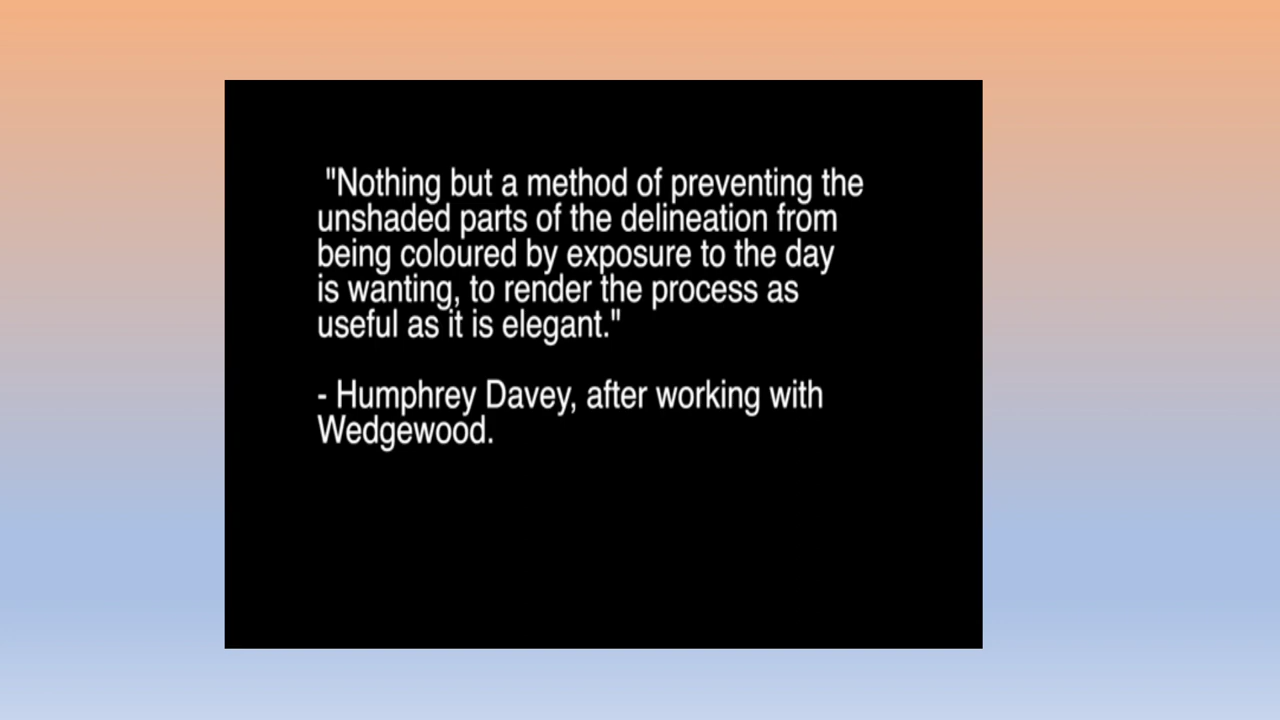 "Nothing but a method of preventing the
unshaded parts of the delineation from
being coloured by exposure to the day
is wanting, to render the process as
useful as it is elegant."
- Humphrey Davey, after working with
Wedgewood.